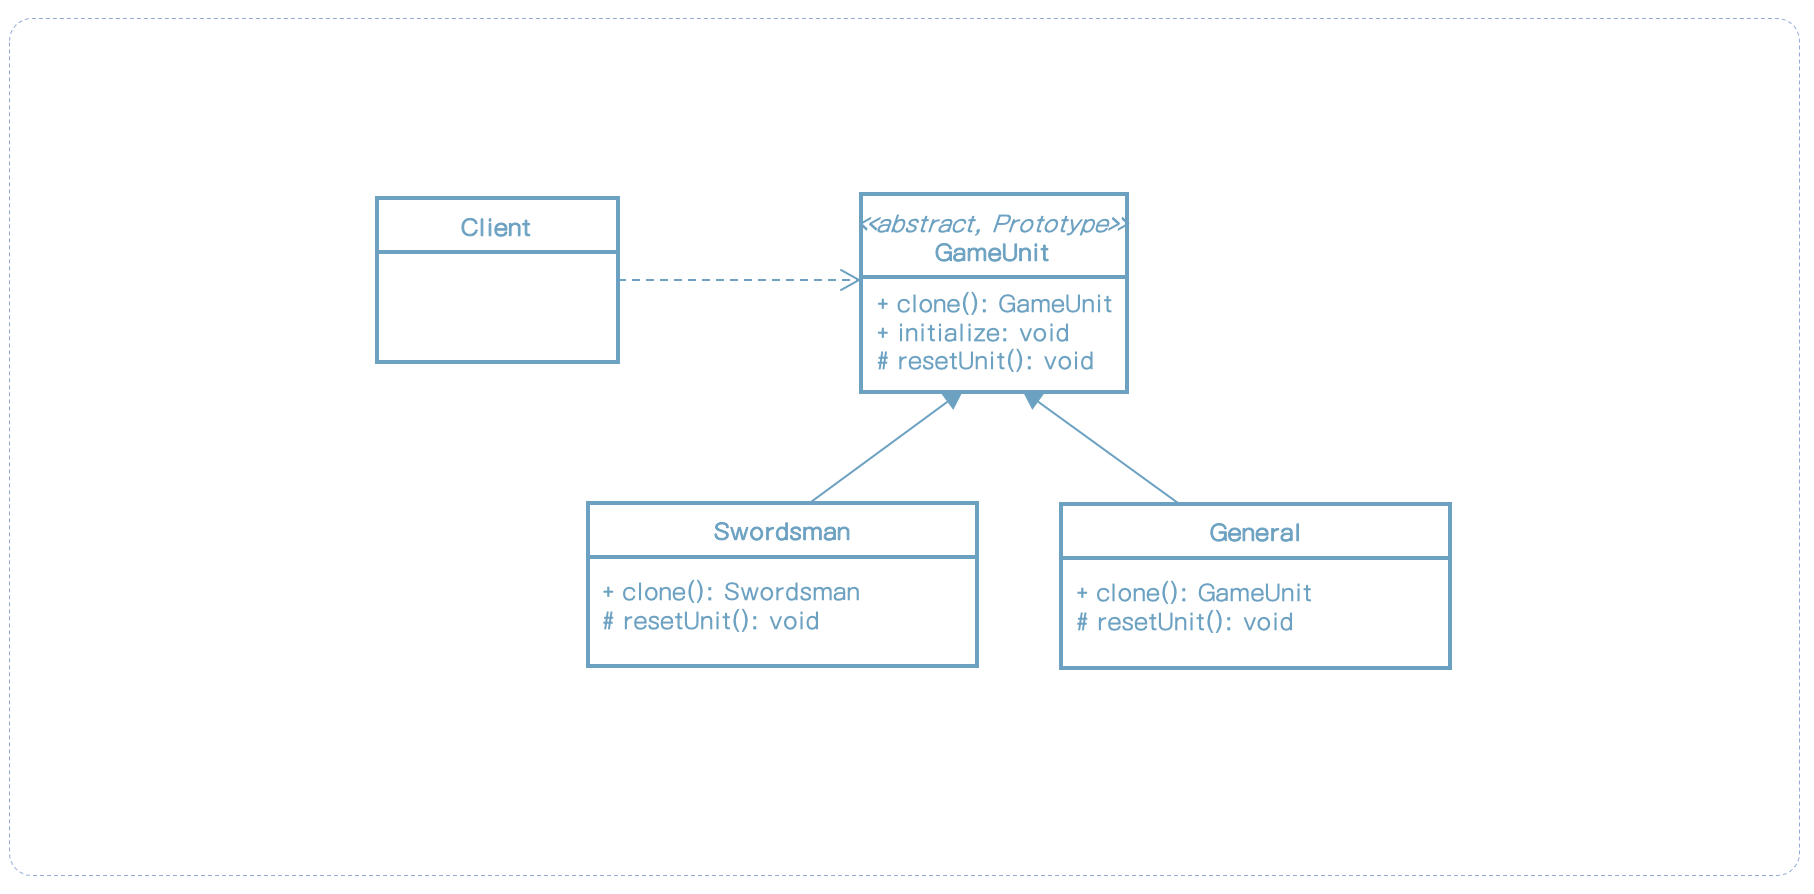 Client
<<abstract, Prototype>>
GameUnit
+ clone(): GameUnit
+ initialize: void
# resetUnit(): void
Swordsman
+ clone(): Swordsman
# resetUnit(): void
General
+ clone(): GameUnit
# resetUnit(): void